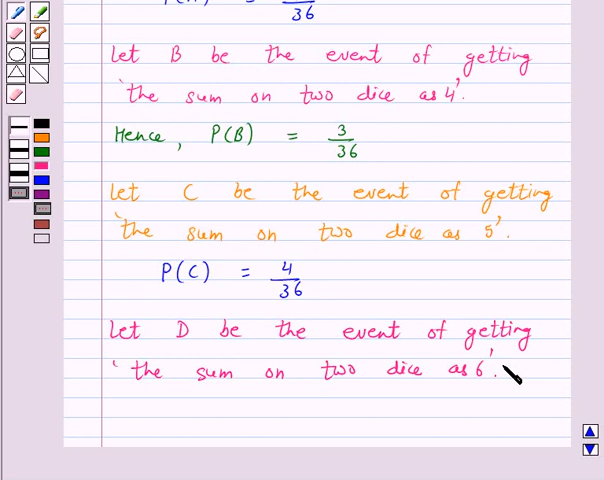 36
Let B be the event of getting
'the sum on two dice as 4'.
Hence, P(B) = 3/36
Let C be the event of getting
'the sum on two dice as 5'.
P(C) = 4/36
Let D be the event of getting
'the sum on two dice as 6'.